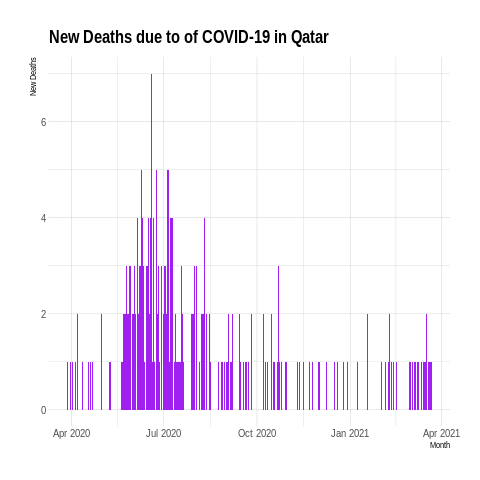 New Deaths due to of COVID-19 in Qatar
New Deaths
6
4
2
0
Apr 2020 Jul 2020 Oct 2020 Jan 2021 Apr 2021
Month